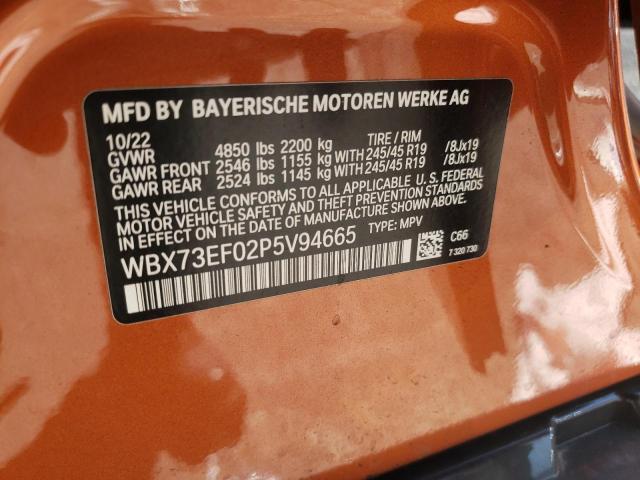 MFD BY BAYERISCHE MOTOREN WERKE AG
10/22 TIRE / RIM
GVWR 4850 lbs 2200 kg
GAWR FRONT 2546 lbs 1155 kg WITH 245/45 R19 /8Jx19
GAWR REAR 2524 lbs 1145 kg WITH 245/45 R19 /8Jx19
THIS VEHICLE CONFORMS TO ALL APPLICABLE U. S. FEDERAL
MOTOR VEHICLE SAFETY, BUMPER, AND THEFT PREVENTION STANDARDS
IN EFFECT ON THE DATE OF MANUFACTURE SHOWN ABOVE.
WBX73EF02P5V94665 TYPE: MPV
C66
7 320 730